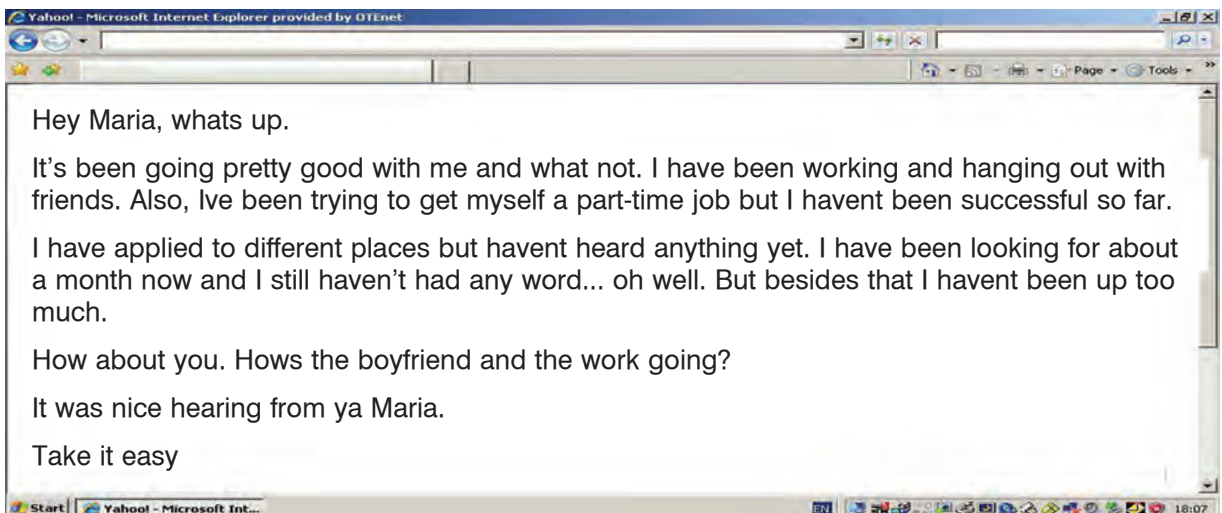 Yahoo! - Microsoft Internet Explorer provided by OTEnet
Page Tools
Hey Maria, whats up.
It’s been going pretty good with me and what not. I have been working and hanging out with
friends. Also, Ive been trying to get myself a part-time job but I havent been successful so far.
I have applied to different places but havent heard anything yet. I have been looking for about
a month now and I still haven’t had any word... oh well. But besides that I havent been up too
much.
How about you. Hows the boyfriend and the work going?
It was nice hearing from ya Maria.
Take it easy
Start Yahoo! - Microsoft Int... EN 18:07